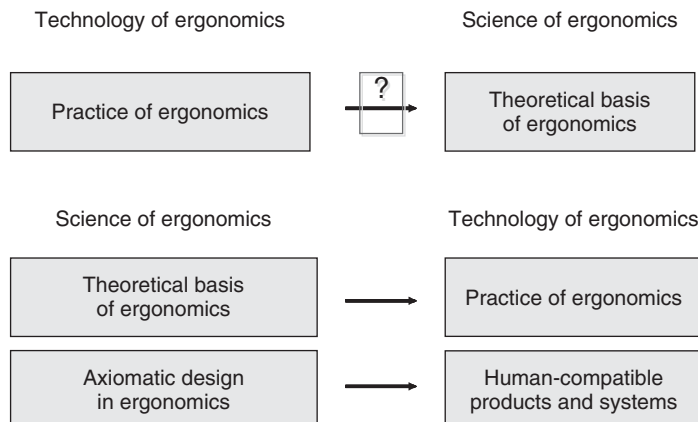 Technology of ergonomics
Science of ergonomics
Practice of ergonomics
?
Theoretical basis
of ergonomics
Science of ergonomics
Technology of ergonomics
Theoretical basis
of ergonomics
Practice of ergonomics
Axiomatic design
in ergonomics
Human-compatible
products and systems